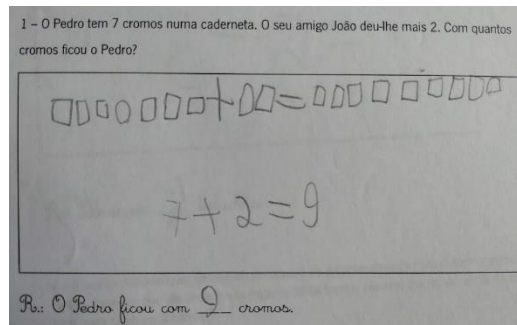 1 – O Pedro tem 7 cromos numa caderneta. O seu amigo João deu-lhe mais 2. Com quantos
cromos ficou o Pedro?
+ =
7+2=9
R.: O Pedro ficou com 9 cromos.